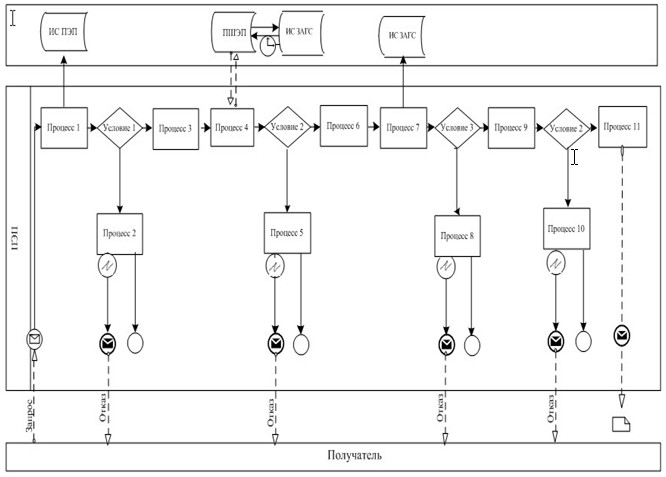 ИС ПЭП
ПШЭП
ИС ЗАГС
ИС ЗАГС
Процесс 1
Условие 1
Процесс 3
Процесс 4
Условие 2
Процесс 6
Процесс 7
Условие 3
Процесс 9
Условие 2
Процесс 11
Процесс 2
Процесс 5
Процесс 8
Процесс 10
ПЭП
Запрос
Отказ
Отказ
Отказ
Отказ
Получатель